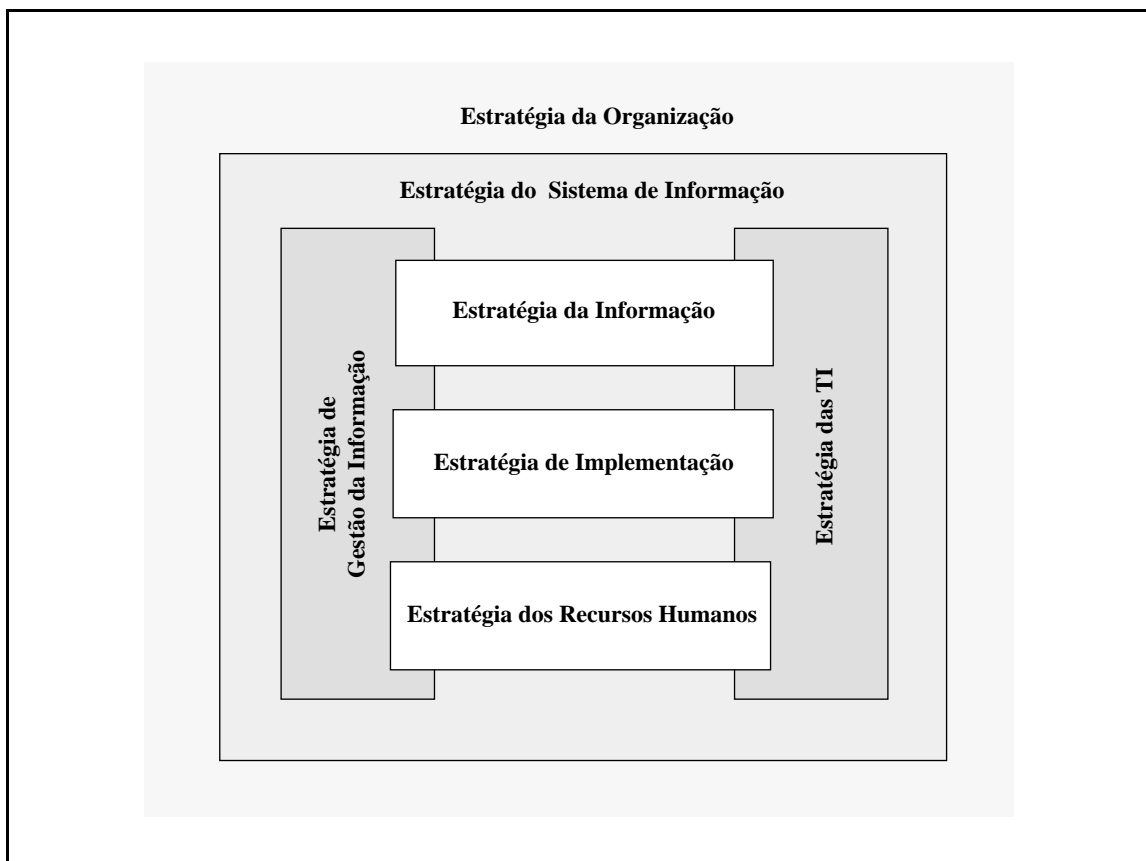 Estratégia da Organização
Estratégia do Sistema de Informação
Estratégia de
Gestão da Informação
Estratégia da Informação
Estratégia de Implementação
Estratégia dos Recursos Humanos
Estratégia das TI